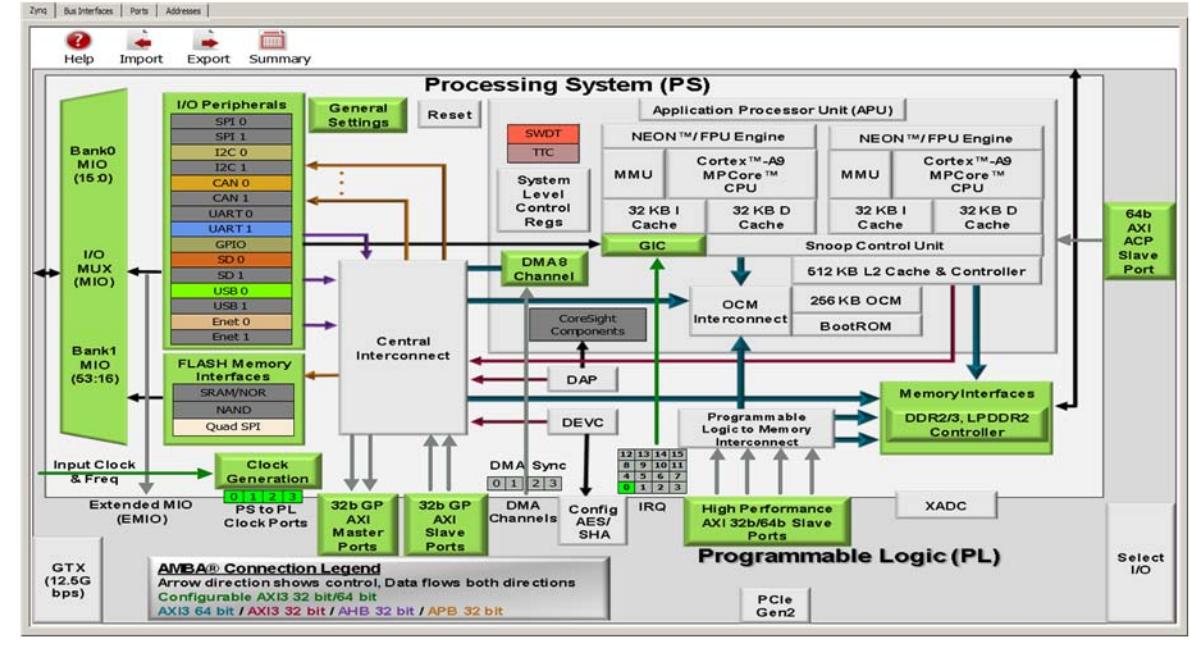 Zynq Bus Interfaces Ports Addresses
Help Import Export Summary
Processing System (PS)
Bank0
MIO
(15:0)
I/O
MUX
(MIO)
Bank1
MIO
(53:16)
I/O Peripherals
SPI 0
SPI 1
I2C 0
I2C 1
CAN 0
CAN 1
UART 0
UART 1
GPIO
SD 0
SD 1
USB 0
USB 1
Enet 0
Enet 1
FLASH Memory
Interfaces
SRAM/NOR
NAND
Quad SPI
General
Settings
Reset
SWDT
TTC
System
Level
Control
Regs
Application Processor Unit (APU)
NEON™/FPU Engine
MMU
Cortex™-A9
MPCore™
CPU
32 KB I
Cache
32 KB D
Cache
NEON™/FPU Engine
MMU
Cortex™-A9
MPCore™
CPU
32 KB I
Cache
32 KB D
Cache
GIC
Snoop Control Unit
DMA8
Channel
512 KB L2 Cache & Controller
OCM
Interconnect
256 KB OCM
BootROM
CoreSight
Components
Central
Interconnect
DAP
DEVC
Programmable
Logic to Memory
Interconnect
Memory Interfaces
DDR2/3, LPDDR2
Controller
64b
AXI
ACP
Slave
Port
Input Clock
& Freq
Clock
Generation
0 1 2 3
PS to PL
Clock Ports
Extended MIO
(EMIO)
32b GP
AXI
Master
Ports
32b GP
AXI
Slave
Ports
DMA Sync
0 1 2 3
DMA
Channels
Config
AES/
SHA
12 13 14 15
8 9 10 11
4 5 6 7
0 1 2 3
IRQ
High Performance
AXI 32b/64b Slave
Ports
XADC
Programmable Logic (PL)
GTX
(12.5G
bps)
AMBA® Connection Legend
Arrow direction shows control, Data flows both directions
Configurable AXI3 32 bit/64 bit
AXI3 64 bit / AXI3 32 bit / AHB 32 bit / APB 32 bit
PCIe
Gen2
Select
I/O